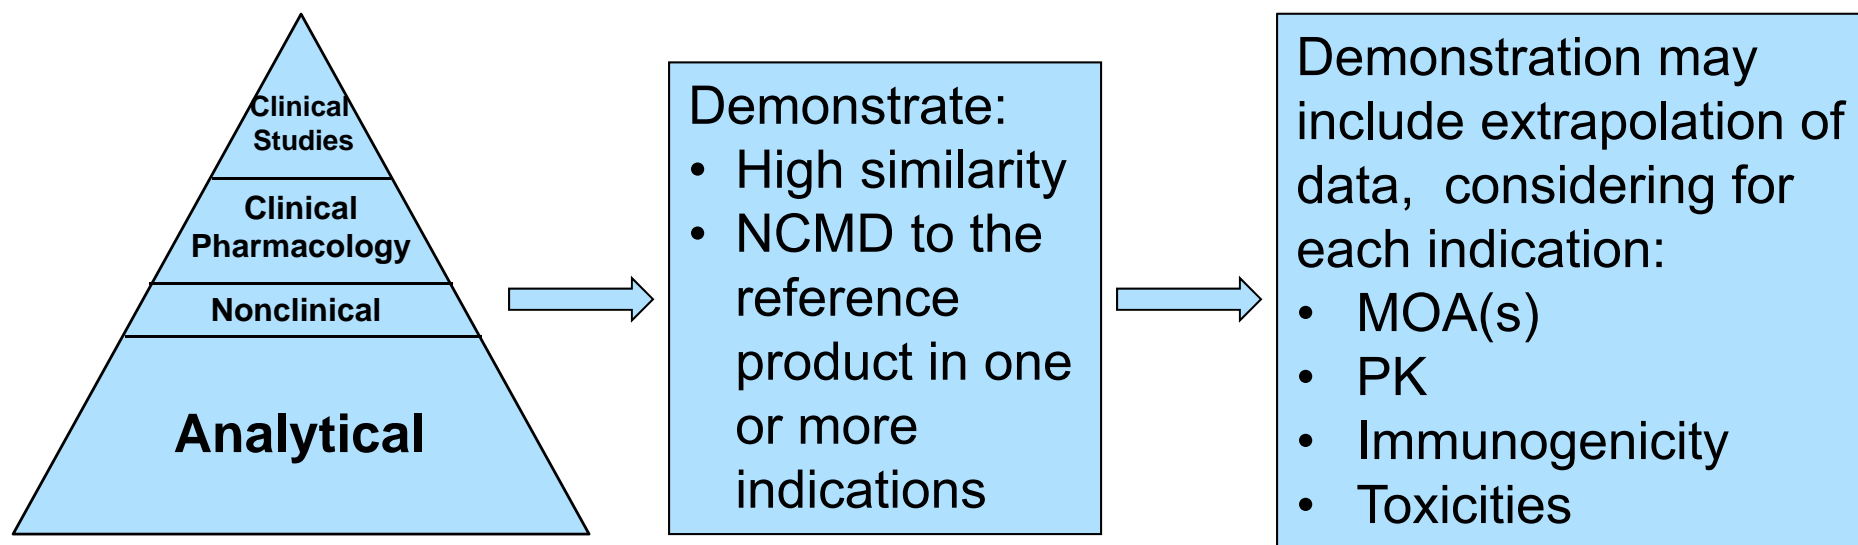 Clinical
Studies
Clinical
Pharmacology
Nonclinical
Analytical
Demonstrate:
• High similarity
• NCMD to the
reference
product in one
or more
indications
Demonstration may
include extrapolation of
data,  considering for
each indication:
• MOA(s)
• PK
• Immunogenicity
• Toxicities